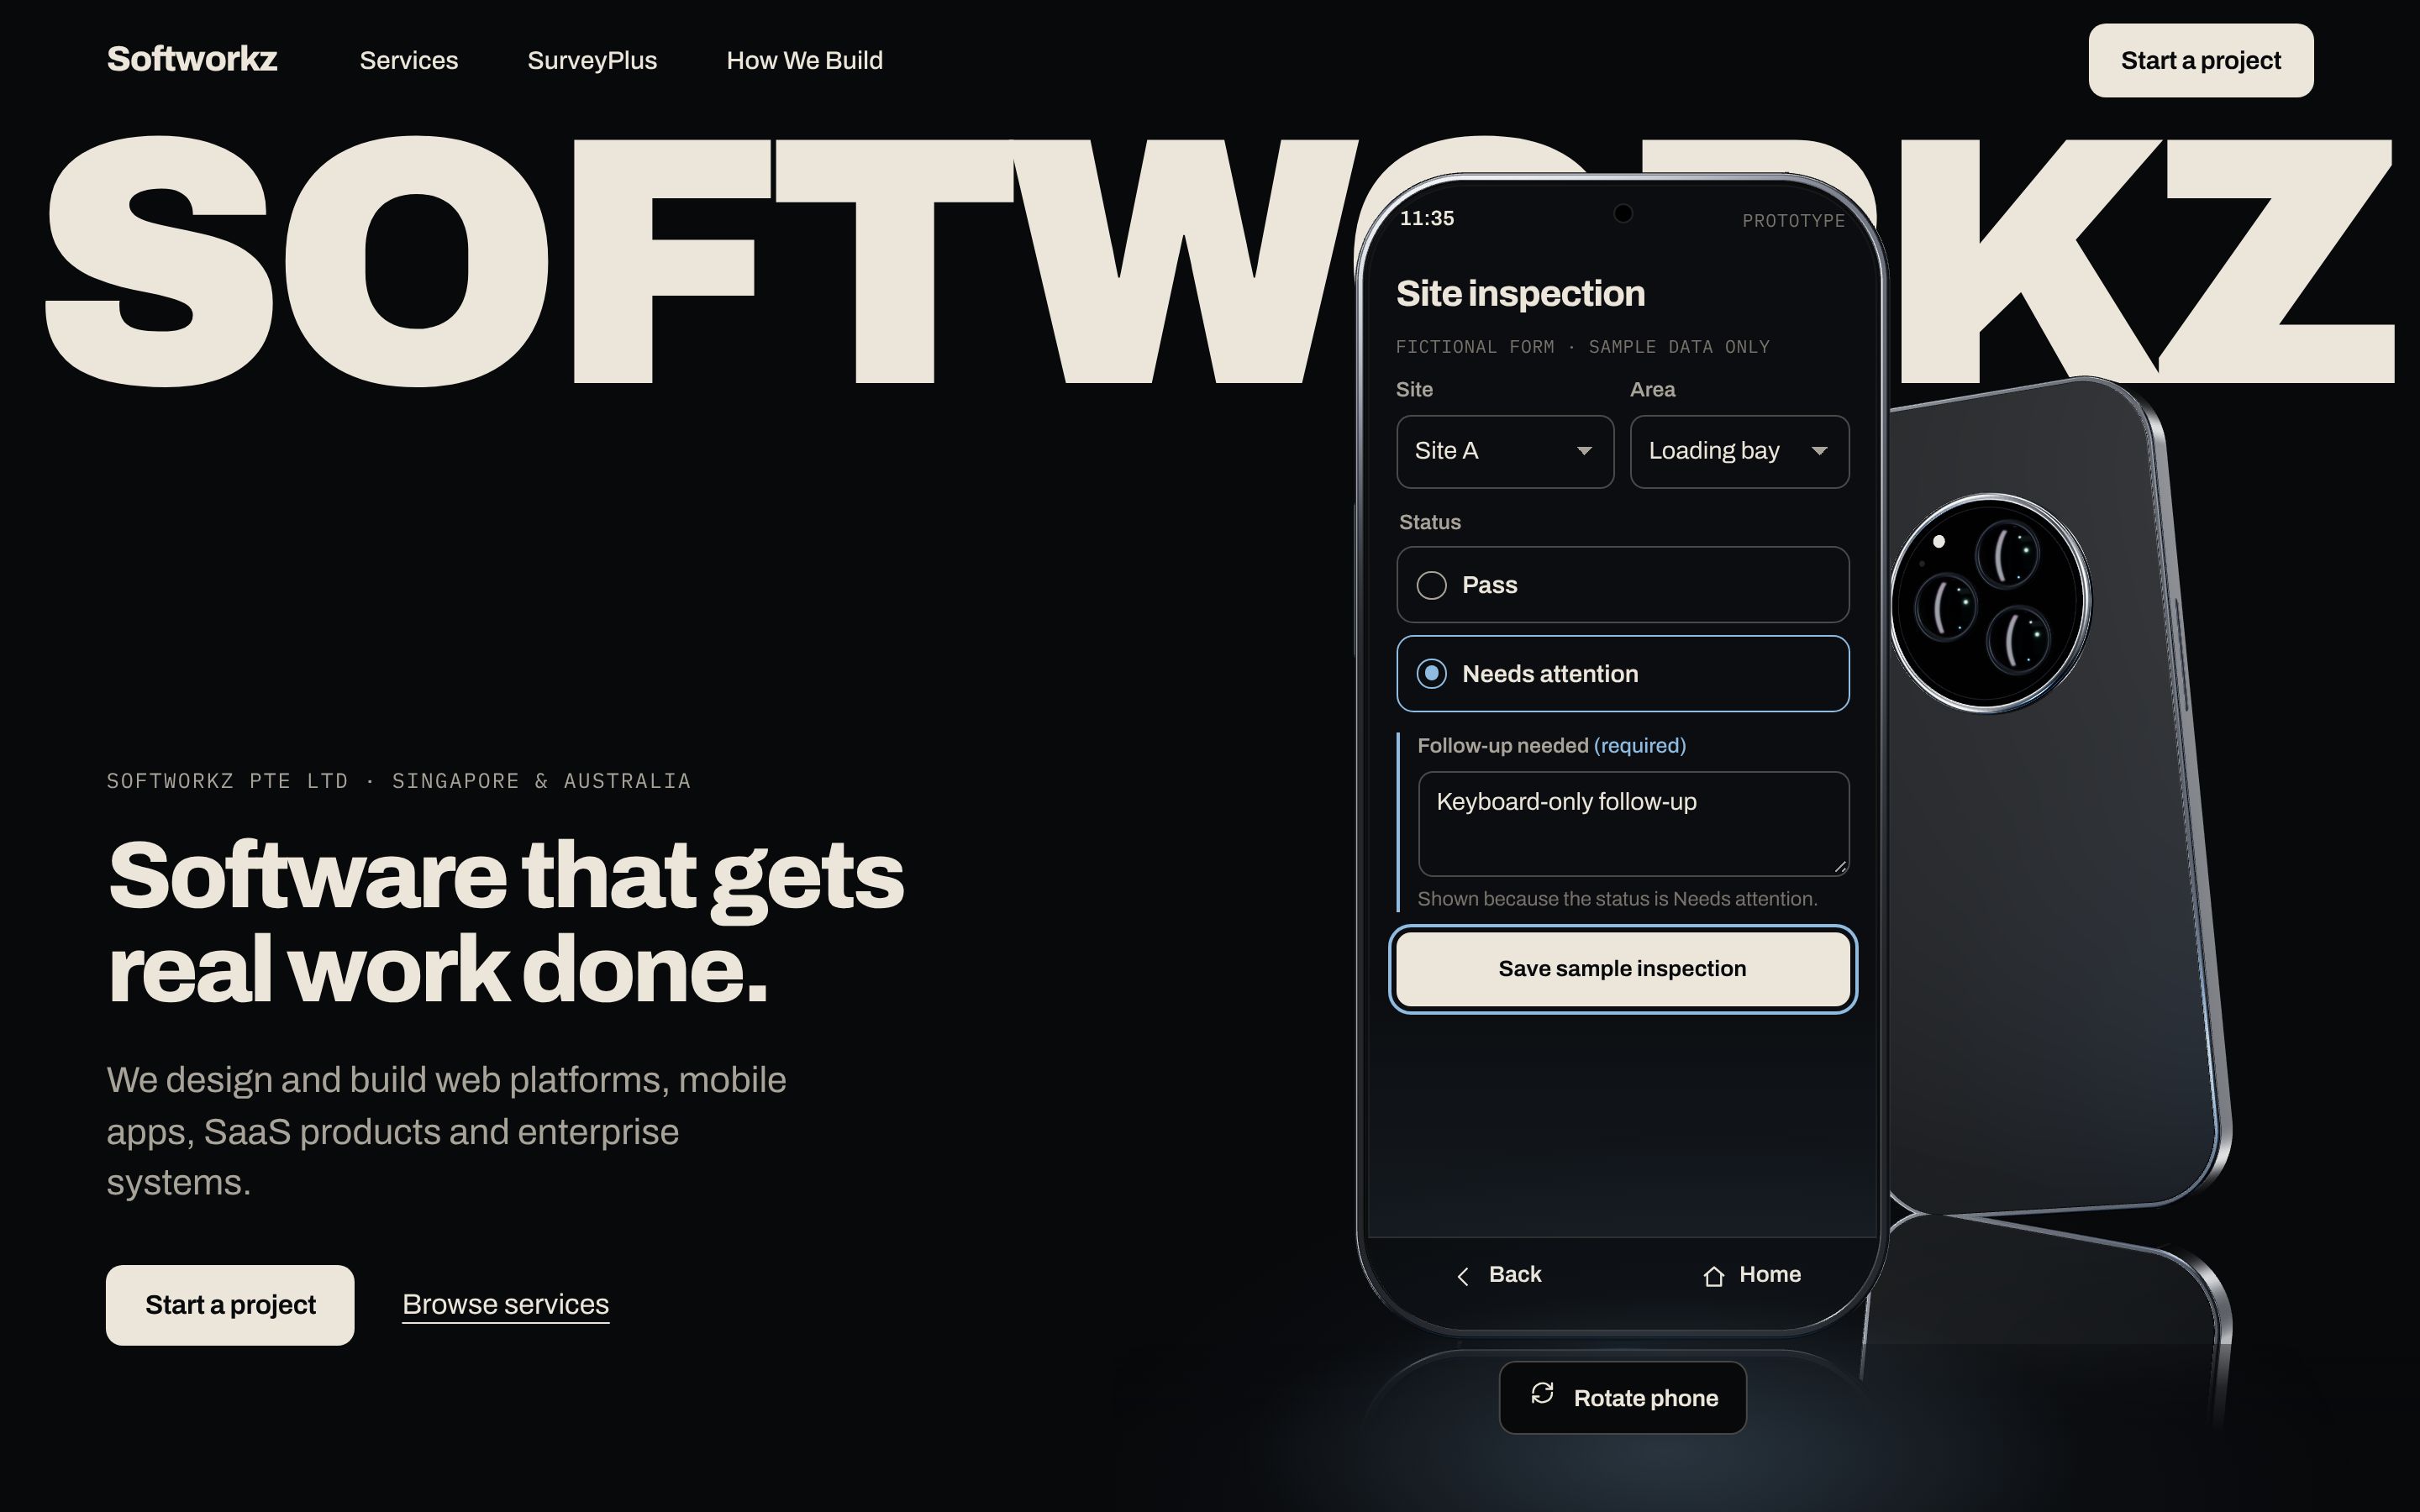 Softworkz
Services
SurveyPlus
How We Build
Start a project
SOFTWORKZ
11:35
PROTOTYPE
Site inspection
FICTIONAL FORM · SAMPLE DATA ONLY
Site
Area
Site A
Loading bay
Status
Pass
Needs attention
Follow-up needed (required)
Keyboard-only follow-up
Shown because the status is Needs attention.
Save sample inspection
Back
Home
Rotate phone
SOFTWORKZ PTE LTD · SINGAPORE & AUSTRALIA
Software that gets
real work done.
We design and build web platforms, mobile
apps, SaaS products and enterprise
systems.
Start a project
Browse services